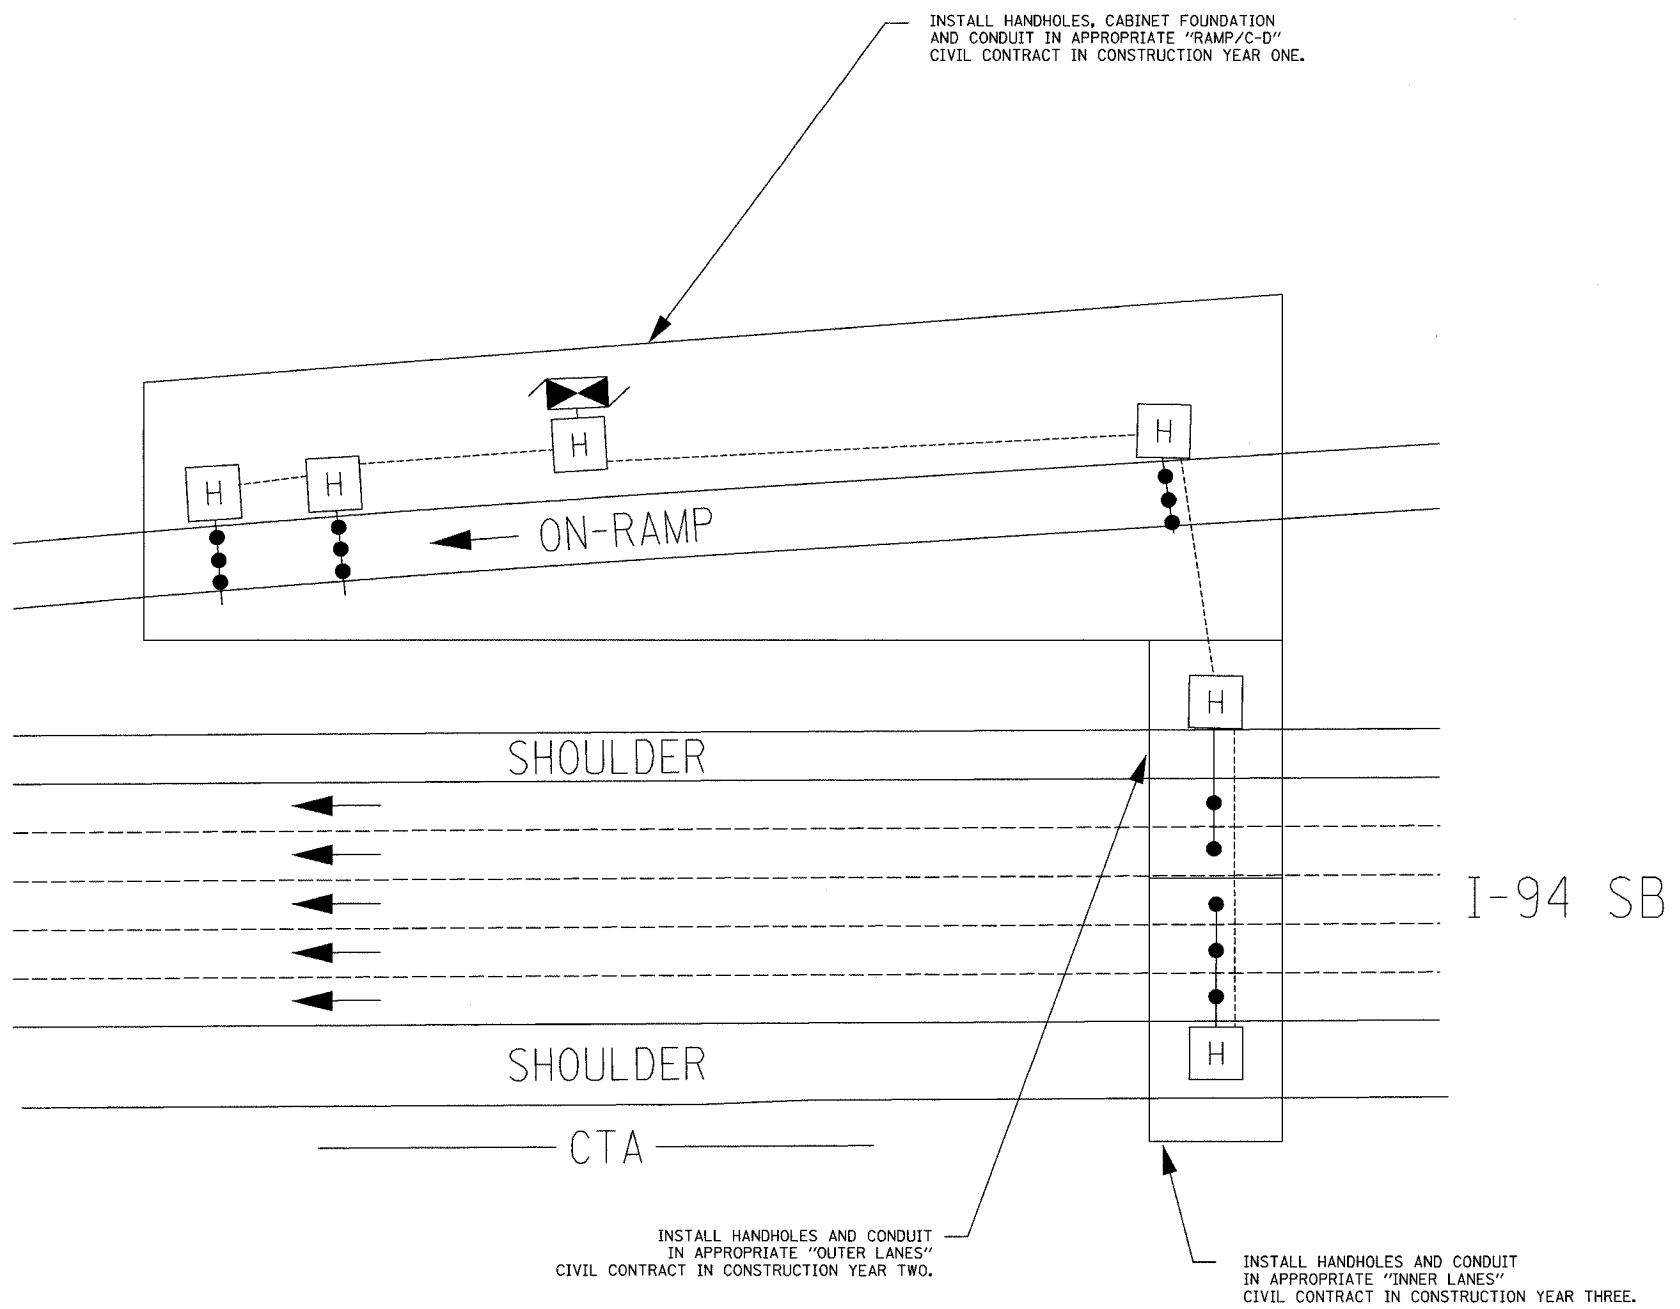 INSTALL HANDHOLES, CABINET FOUNDATION
AND CONDUIT IN APPROPRIATE "RAMP/C-D"
CIVIL CONTRACT IN CONSTRUCTION YEAR ONE.
H
H
H
H
ON-RAMP
H
SHOULDER
I-94 SB
H
SHOULDER
CTA
INSTALL HANDHOLES AND CONDUIT
IN APPROPRIATE "OUTER LANES"
CIVIL CONTRACT IN CONSTRUCTION YEAR TWO.
INSTALL HANDHOLES AND CONDUIT
IN APPROPRIATE "INNER LANES"
CIVIL CONTRACT IN CONSTRUCTION YEAR THREE.